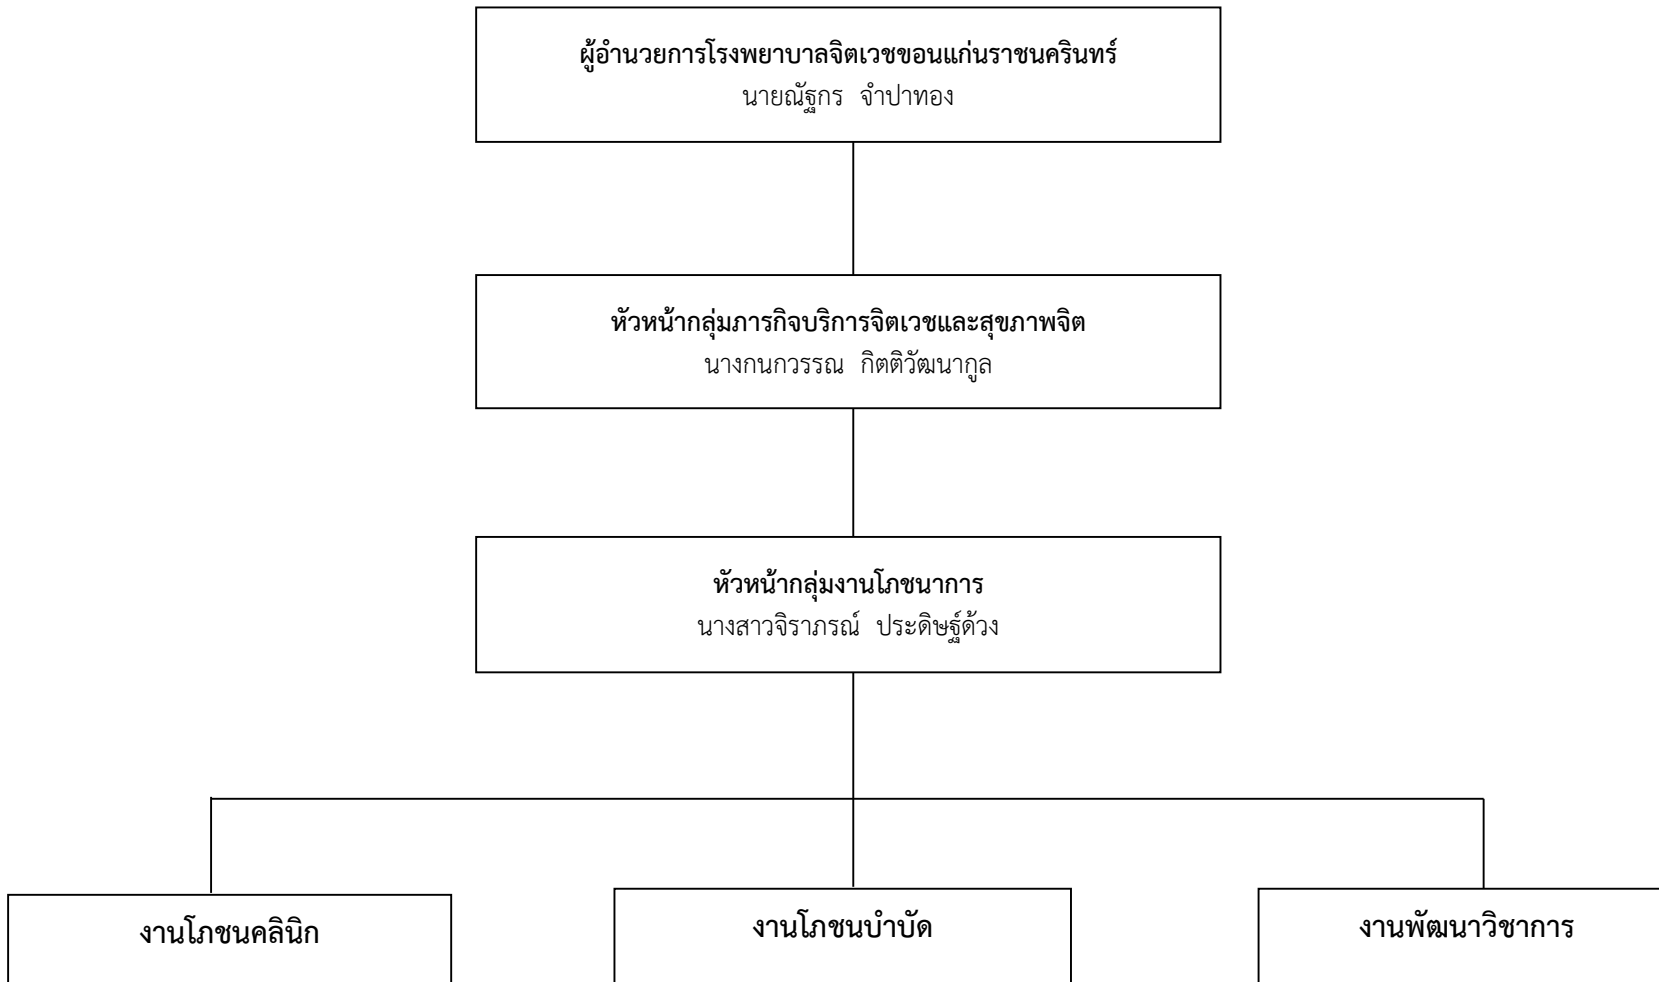 ผู้อำนวยการโรงพยาบาลจิตเวชขอนแก่นราชนครินทร์
นายณัฐกร จำปาทอง
หัวหน้ากลุ่มภารกิจบริการจิตเวชและสุขภาพจิต
นางกนกวรรณ กิตติวัฒนากูล
หัวหน้ากลุ่มงานโภชนาการ
นางสาวจิราภรณ์ ประดิษฐ์ด้วง
งานโภชนคลินิก
งานโภชนบำบัด
งานพัฒนาวิชาการ